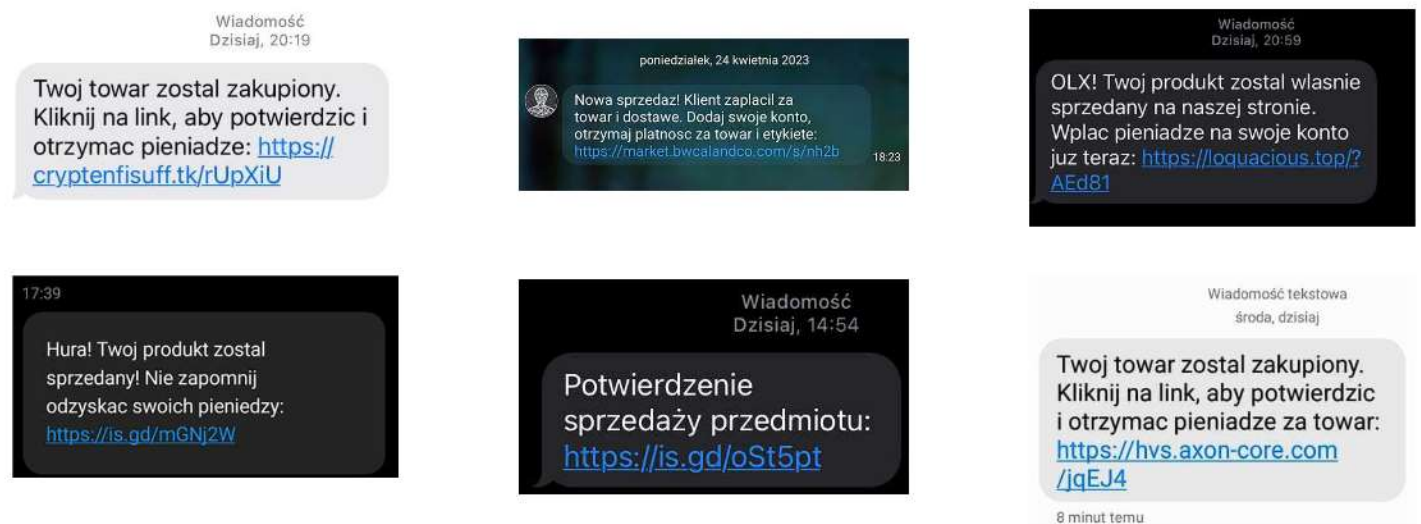 Wiadomość
Dzisiaj, 20:19
Twoj towar zostal zakupiony.
Kliknij na link, aby potwierdzic i
otrzymac pieniadze: https://
cryptenfisuff.tk/rUpXiU
poniedziałek, 24 kwietnia 2023
Nowa sprzedaz! Klient zaplacil za
towar i dostawe. Dodaj swoje konto,
otrzymaj platnosc za towar i etykiete:
https://market.bwcalandco.com/s/nh2b
18:23
Wiadomość
Dzisiaj, 20:59
OLX! Twoj produkt zostal wlasnie
sprzedany na naszej stronie.
Wplac pieniadze na swoje konto
juz teraz: https://loquacious.top/?
AEd81
17:39
Hura! Twoj produkt zostal
sprzedany! Nie zapomnij
odzyskac swoich pieniedzy:
https://is.gd/mGNj2W
Wiadomość
Dzisiaj, 14:54
Potwierdzenie
sprzedaży przedmiotu:
https://is.gd/oSt5pt
Wiadomość tekstowa
środa, dzisiaj
Twoj towar zostal zakupiony.
Kliknij na link, aby potwierdzic
i otrzymac pieniadze za towar:
https://hvs.axon-core.com
/jqEJ4
8 minut temu